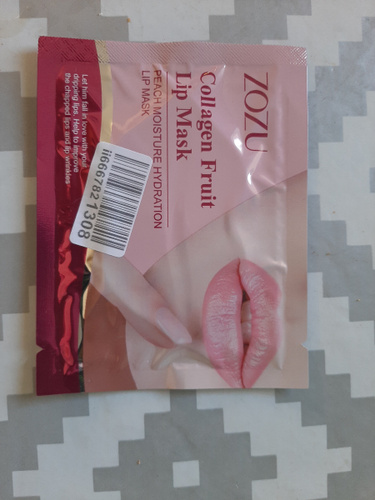 ZOZU
Collagen Fruit
Lip Mask
PEACH MOISTURE HYDRATION
LIP MASK
Let him fall in love with your
dripping lips. Help to improve
the chapped lips and lip wrinkles
ii6667821308